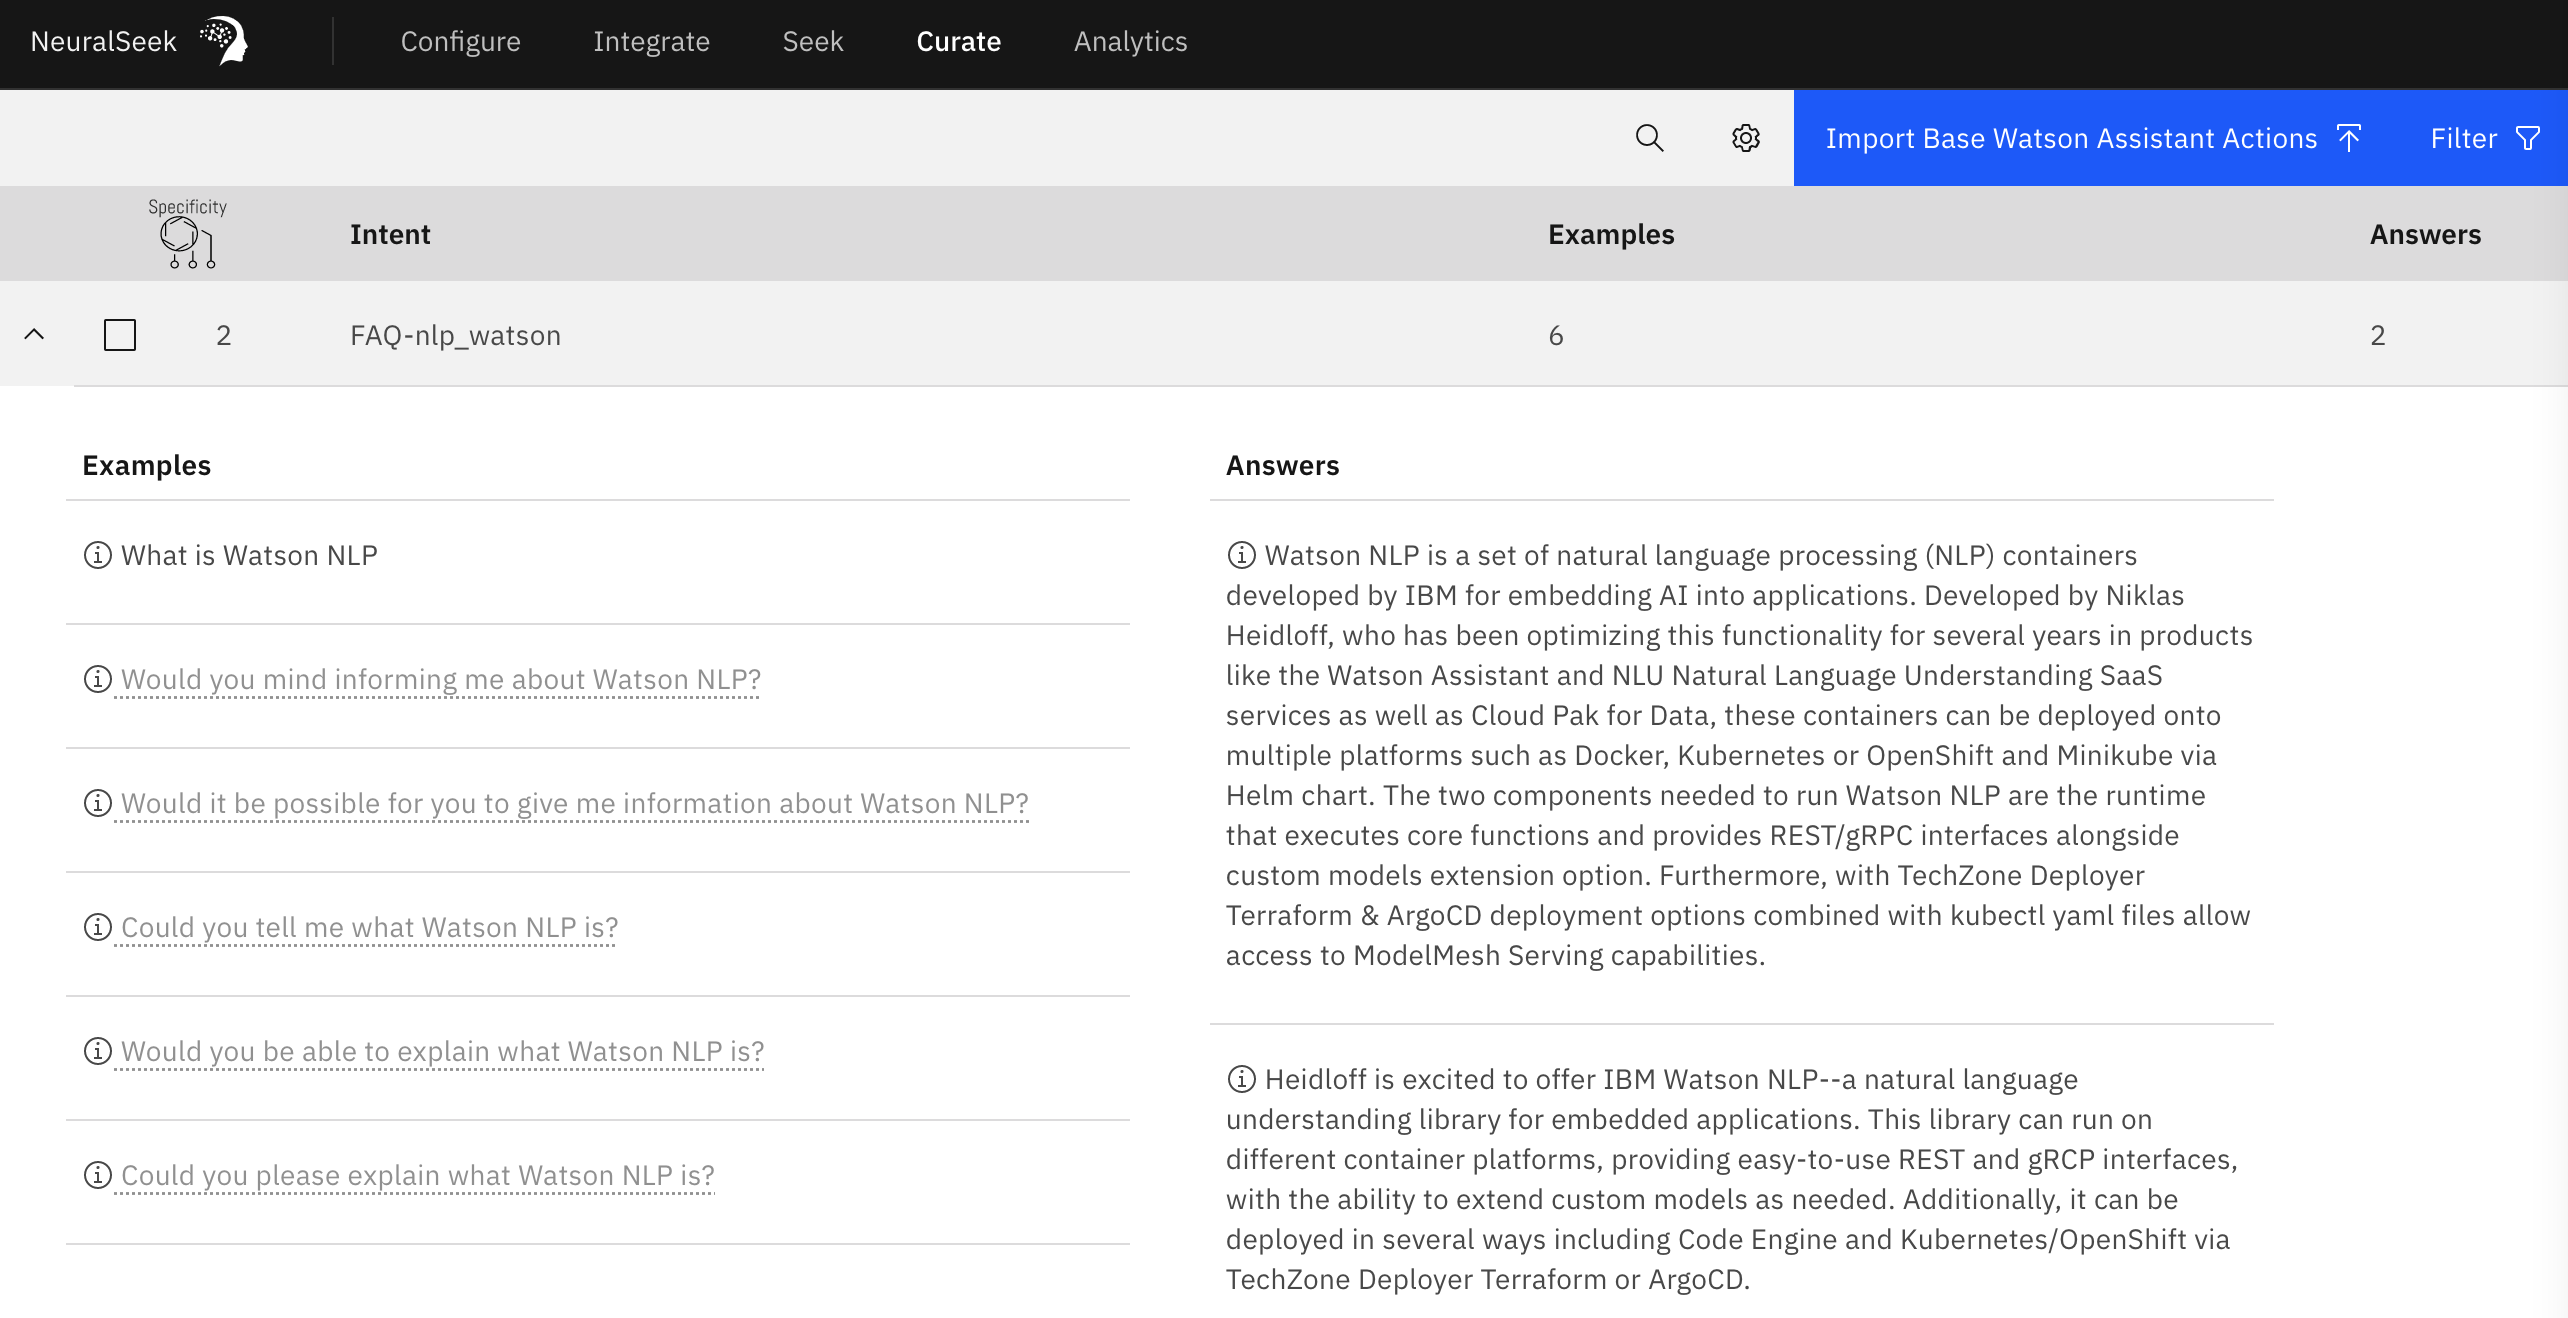 NeuralSeek
Configure Integrate Seek Curate Analytics
Import Base Watson Assistant Actions Filter
Specificity
Intent Examples Answers
2 FAQ-nlp_watson 6 2
Examples
What is Watson NLP
Would you mind informing me about Watson NLP?
Would it be possible for you to give me information about Watson NLP?
Could you tell me what Watson NLP is?
Would you be able to explain what Watson NLP is?
Could you please explain what Watson NLP is?
Answers
Watson NLP is a set of natural language processing (NLP) containers
developed by IBM for embedding AI into applications. Developed by Niklas
Heidloff, who has been optimizing this functionality for several years in products
like the Watson Assistant and NLU Natural Language Understanding SaaS
services as well as Cloud Pak for Data, these containers can be deployed onto
multiple platforms such as Docker, Kubernetes or OpenShift and Minikube via
Helm chart. The two components needed to run Watson NLP are the runtime
that executes core functions and provides REST/gRPC interfaces alongside
custom models extension option. Furthermore, with TechZone Deployer
Terraform & ArgoCD deployment options combined with kubectl yaml files allow
access to ModelMesh Serving capabilities.
Heidloff is excited to offer IBM Watson NLP--a natural language
understanding library for embedded applications. This library can run on
different container platforms, providing easy-to-use REST and gRCP interfaces,
with the ability to extend custom models as needed. Additionally, it can be
deployed in several ways including Code Engine and Kubernetes/OpenShift via
TechZone Deployer Terraform or ArgoCD.